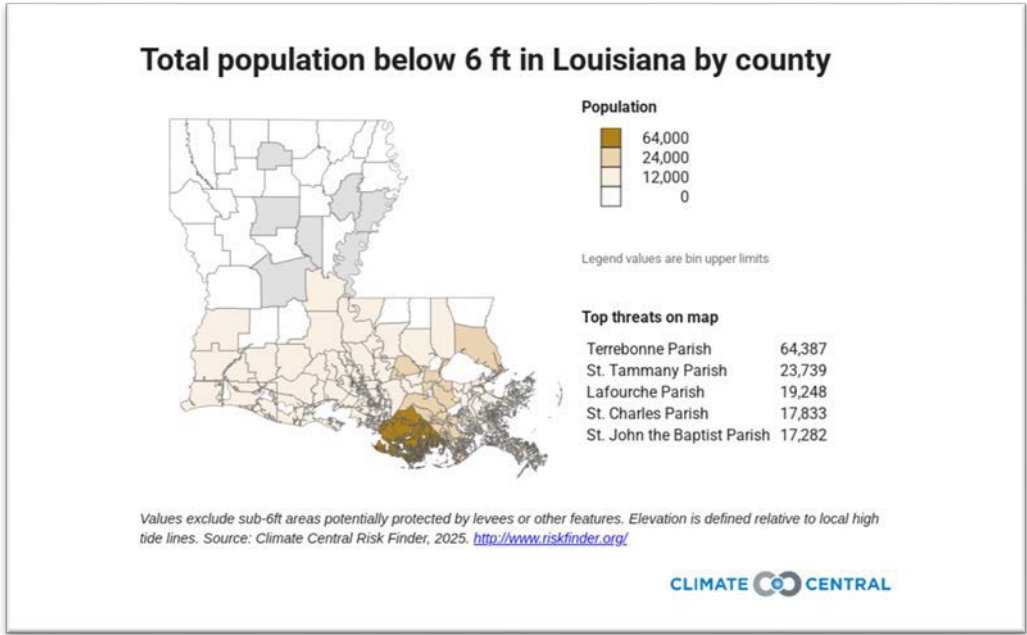 Total population below 6 ft in Louisiana by county
Population
64,000
24,000
12,000
0
Legend values are bin upper limits
Top threats on map
Terrebonne Parish 64,387
St. Tammany Parish 23,739
Lafourche Parish 19,248
St. Charles Parish 17,833
St. John the Baptist Parish 17,282
Values exclude sub-6ft areas potentially protected by levees or other features. Elevation is defined relative to local high
tide lines. Source: Climate Central Risk Finder, 2025. http://www.riskfinder.org/
CLIMATE CENTRAL